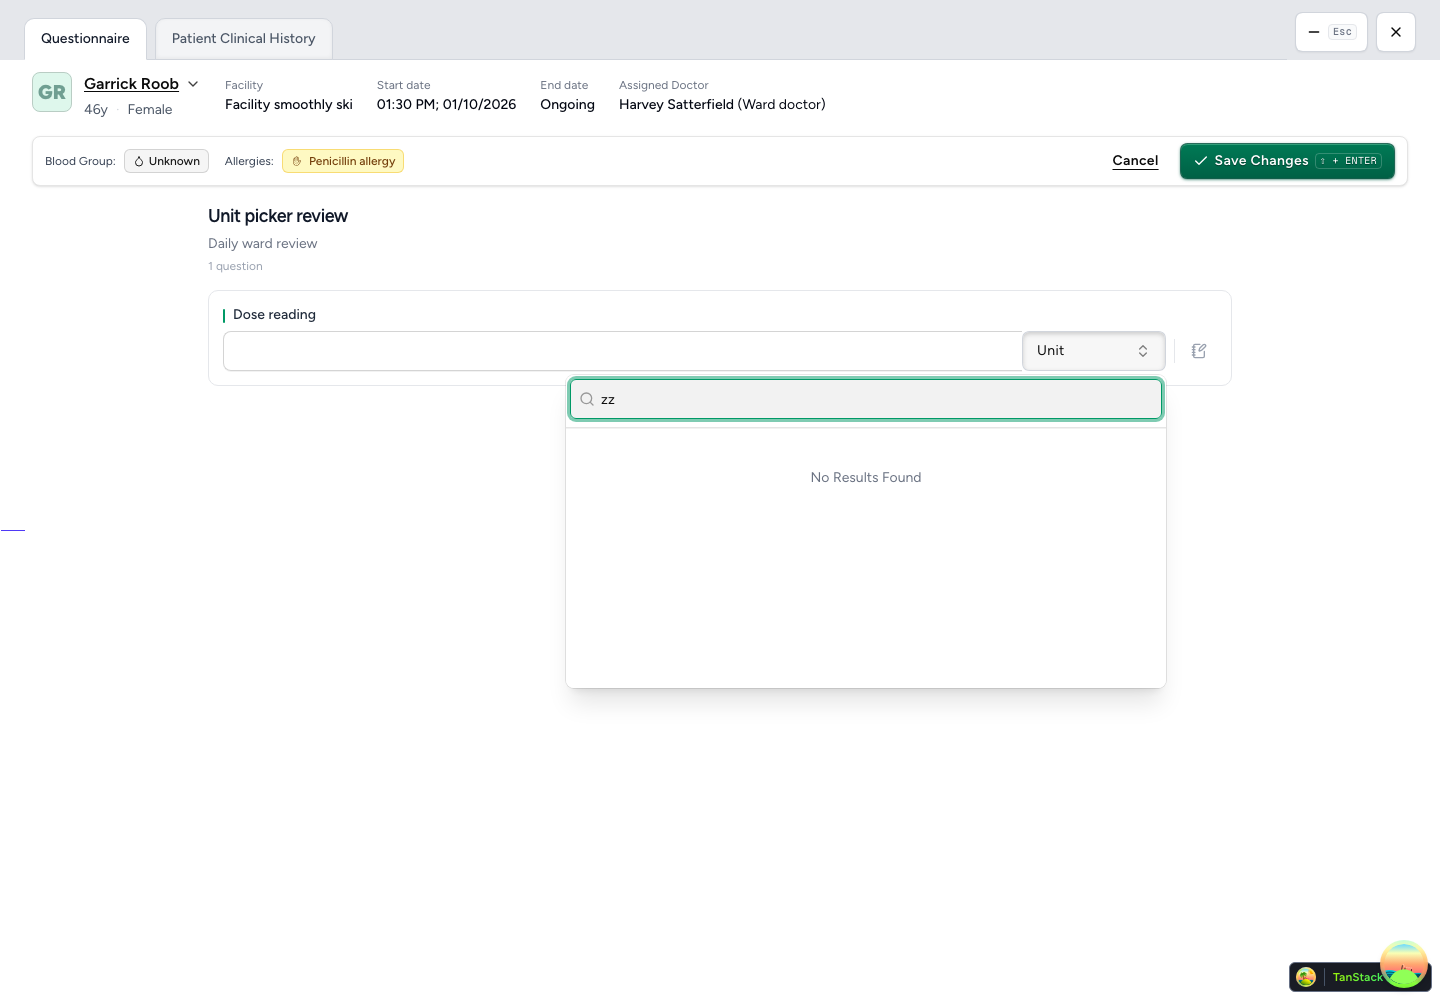 Questionnaire
Patient Clinical History
Esc
GR
Garrick Roob
46y · Female
Facility
Facility smoothly ski
Start date
01:30 PM; 01/10/2026
End date
Ongoing
Assigned Doctor
Harvey Satterfield (Ward doctor)
Blood Group:
Unknown
Allergies:
Penicillin allergy
Cancel
Save Changes
⇧ + ENTER
Unit picker review
Daily ward review
1 question
Dose reading
Unit
zz
No Results Found
TanStack